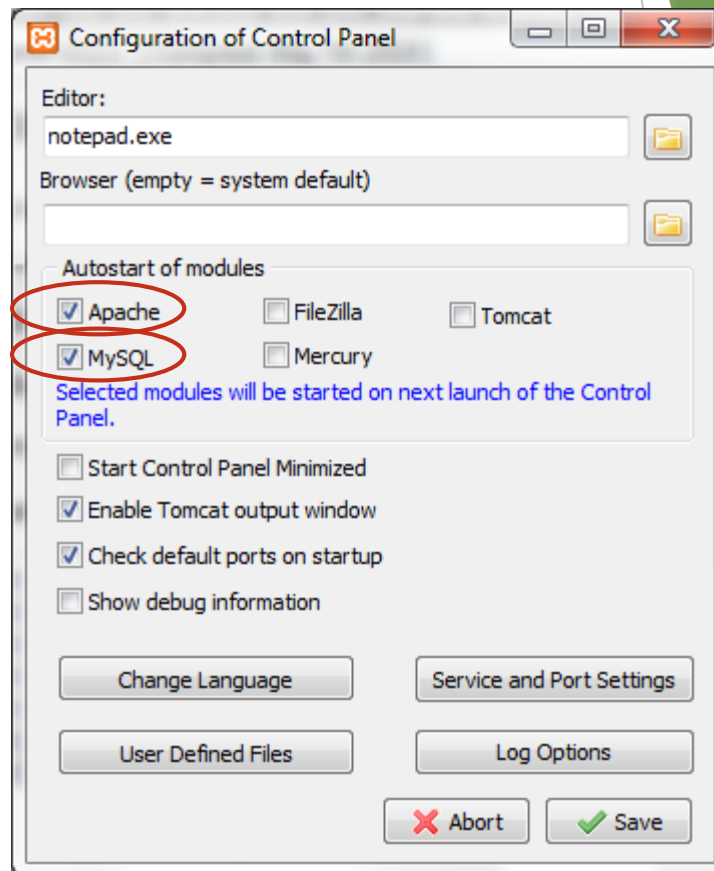 Configuration of Control Panel
Editor:
notepad.exe
Browser (empty = system default)
Autostart of modules
Apache FileZilla Tomcat
MySQL Mercury
Selected modules will be started on next launch of the Control
Panel.
Start Control Panel Minimized
Enable Tomcat output window
Check default ports on startup
Show debug information
Change Language Service and Port Settings
User Defined Files Log Options
Abort Save